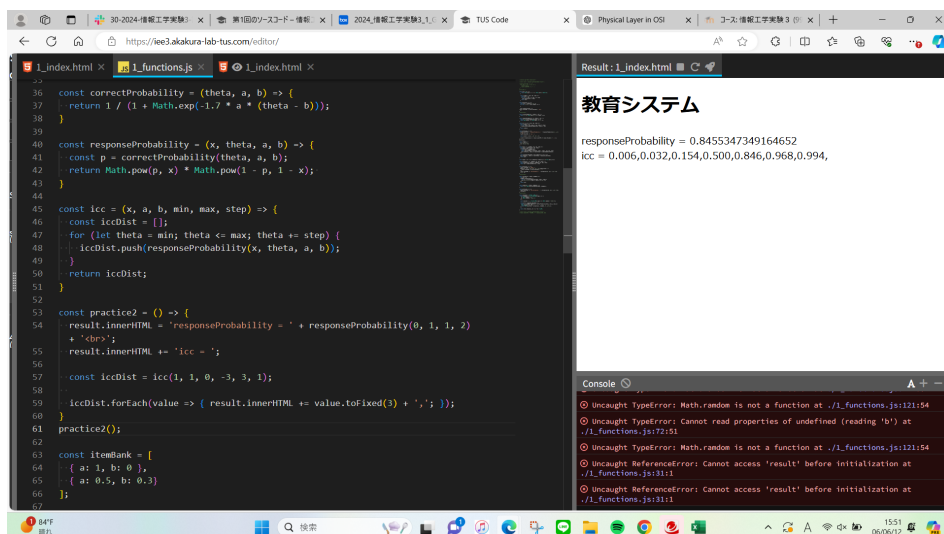 30-2024-情報工学実験3-
第1回のソースコード – 情報
2024_情報工学実験3_1_
TUS Code
Physical Layer in OSI
コース: 情報工学実験３ (9
https://iee3.akakura-lab-tus.com/editor/
1_index.html
1_functions.js
1_index.html
Result : 1_index.html
35
36 const correctProbability = (theta, a, b) => {
37 return 1 / (1 + Math.exp(-1.7 * a * (theta - b)));
38 }
39
40 const responseProbability = (x, theta, a, b) => {
41 const p = correctProbability(theta, a, b);
42 return Math.pow(p, x) * Math.pow(1 - p, 1 - x);
43 }
44
45 const icc = (x, a, b, min, max, step) => {
46 const iccDist = [];
47 for (let theta = min; theta <= max; theta += step) {
48 iccDist.push(responseProbability(x, theta, a, b));
49 }
50 return iccDist;
51 }
52
53 const practice2 = () => {
54 result.innerHTML = 'responseProbability = ' + responseProbability(0, 1, 1, 2)
+ '<br>';
55 result.innerHTML += 'icc = ';
56
57 const iccDist = icc(1, 1, 0, -3, 3, 1);
58
59 iccDist.forEach(value => { result.innerHTML += value.toFixed(3) + ','; });
60 }
61 practice2();
62
63 const itemBank = [
64 { a: 1, b: 0 },
65 { a: 0.5, b: 0.3}
66 ];
67
教育システム
responseProbability = 0.8455347349164652
icc = 0.006,0.032,0.154,0.500,0.846,0.968,0.994,
Console
A + −
Uncaught TypeError: Math.ramdom is not a function at ./1_functions.js:121:54
Uncaught TypeError: Cannot read properties of undefined (reading 'b') at
./1_functions.js:72:51
Uncaught TypeError: Math.ramdom is not a function at ./1_functions.js:121:54
Uncaught ReferenceError: Cannot access 'result' before initialization at
./1_functions.js:31:1
Uncaught ReferenceError: Cannot access 'result' before initialization at
./1_functions.js:31:1
1
84°F
晴れ
検索
A
15:51
06/06/12